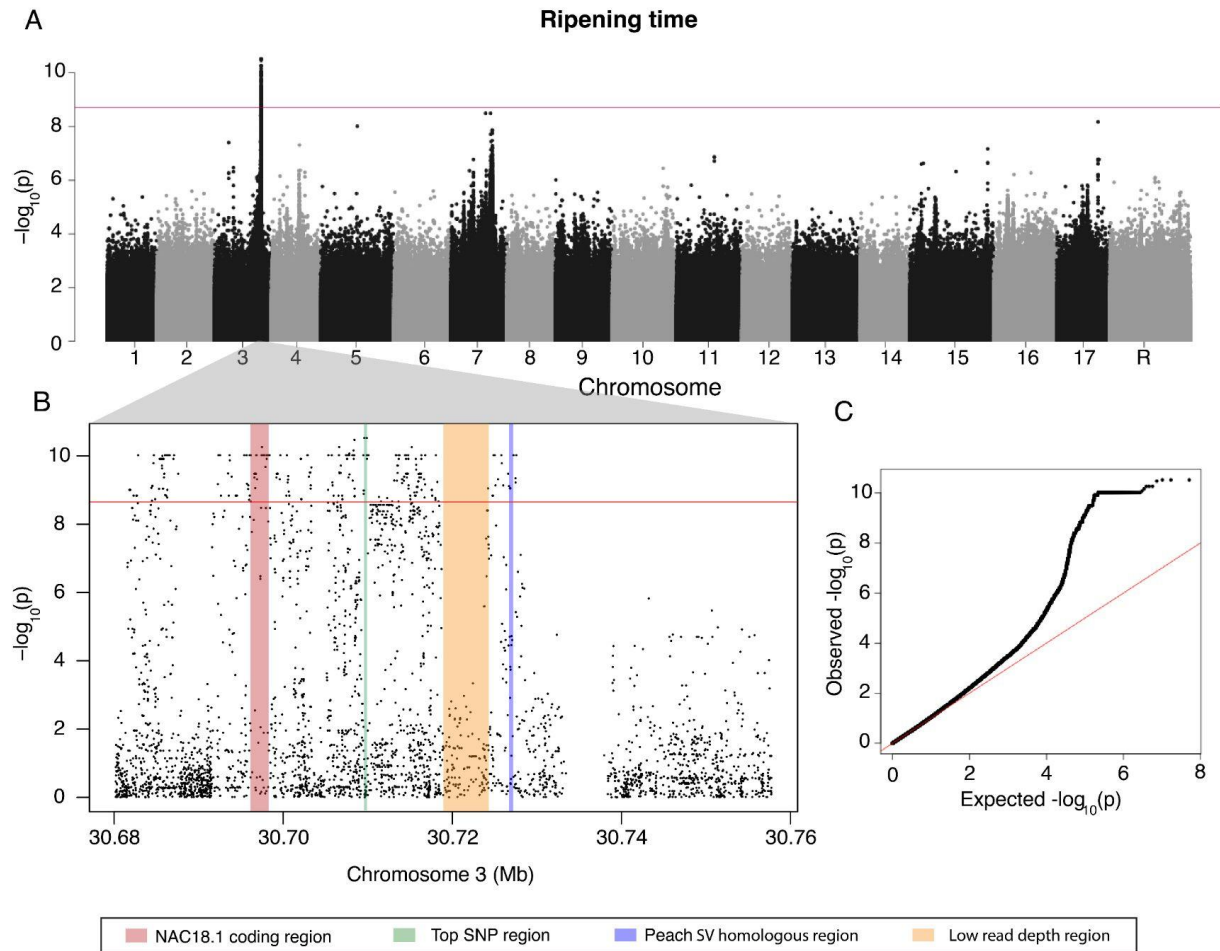 A
Ripening time
10
8
6
4
2
0
−log10(p)
1 2 3 4 5 6 7 8 9 10 11 12 13 14 15 16 17 R
Chromosome
B
10
8
6
4
2
0
−log10(p)
30.68 30.70 30.72 30.74 30.76
Chromosome 3 (Mb)
C
10
8
6
4
2
0
Observed -log10(p)
0 2 4 6 8
Expected -log10(p)
NAC18.1 coding region Top SNP region Peach SV homologous region Low read depth region